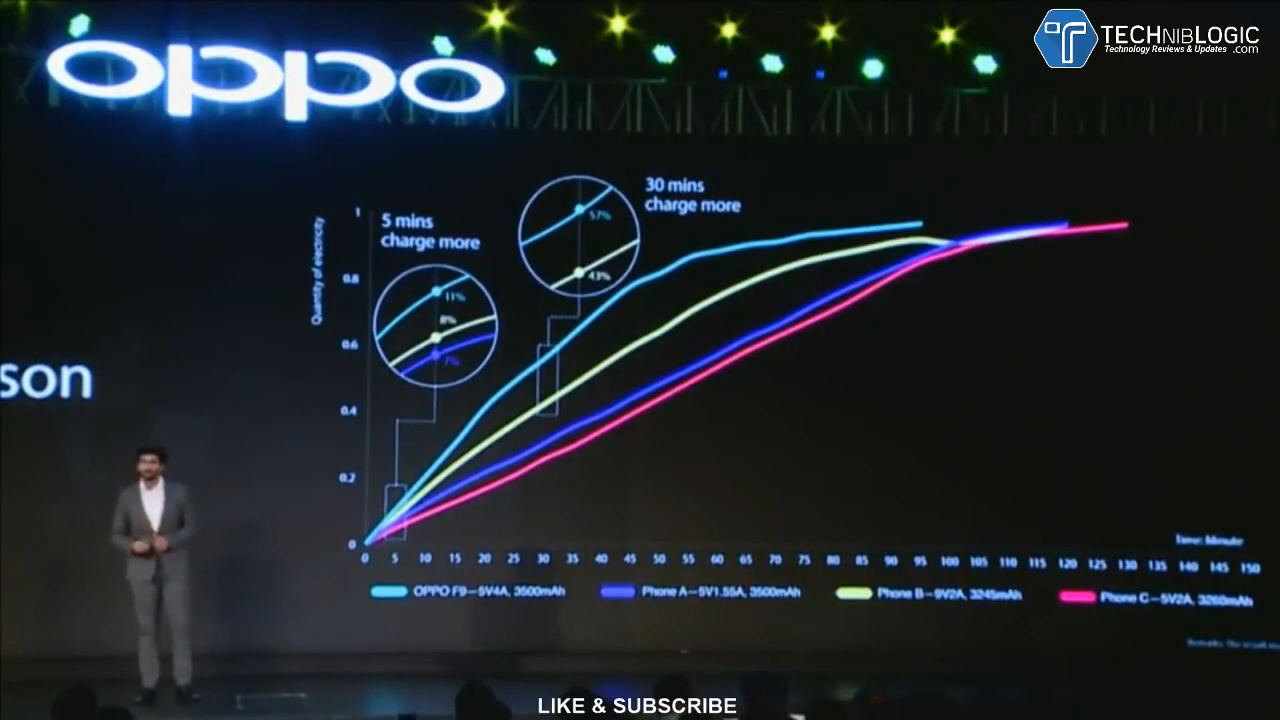 oppo
TECHNIBLOGIC
Technology Reviews & Updates .com
30 mins
charge more
57%
43%
5 mins
charge more
11%
8%
7%
Quantity of electricity
1
0.8
0.6
0.4
0.2
0
son
0 5 10 15 20 25 30 35 40 45 50 55 60 65 70 75 80 85 90 95 100 105 110 115 120 125 130 135 140 145 150
Time: Minute
OPPO F9—5V4A, 3500mAh Phone A—5V1.55A, 3500mAh Phone B—9V2A, 3245mAh Phone C—5V2A, 3260mAh
Remarks: The
LIKE & SUBSCRIBE